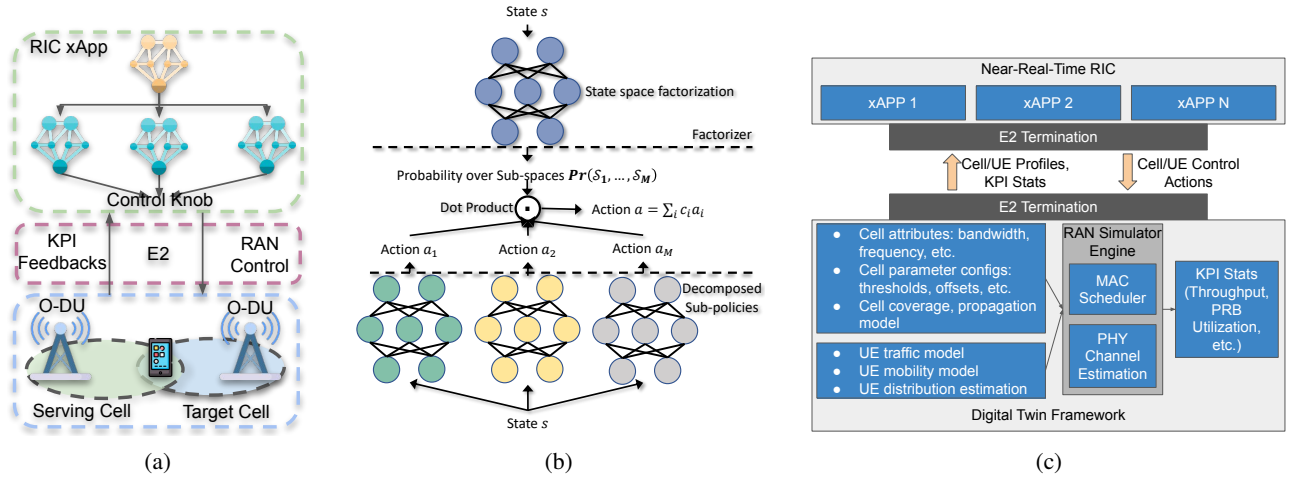 RIC xApp
Control Knob
KPI
Feedbacks
E2
RAN
Control
O-DU
O-DU
Serving Cell
Target Cell
(a)
State s
State space factorization
Factorizer
Probability over Sub-spaces Pr(S₁, ..., S_M)
Dot Product
Action a = ∑ᵢ cᵢaᵢ
Action a₁
Action a₂
Action a_M
Decomposed
Sub-policies
State s
(b)
Near-Real-Time RIC
xAPP 1
xAPP 2
xAPP N
E2 Termination
Cell/UE Profiles,
KPI Stats
Cell/UE Control
Actions
E2 Termination
● Cell attributes: bandwidth,
frequency, etc.
● Cell parameter configs:
thresholds, offsets, etc.
● Cell coverage, propagation
model
● UE traffic model
● UE mobility model
● UE distribution estimation
RAN Simulator
Engine
MAC
Scheduler
PHY
Channel
Estimation
KPI Stats
(Throughput,
PRB
Utilization,
etc.)
Digital Twin Framework
(c)